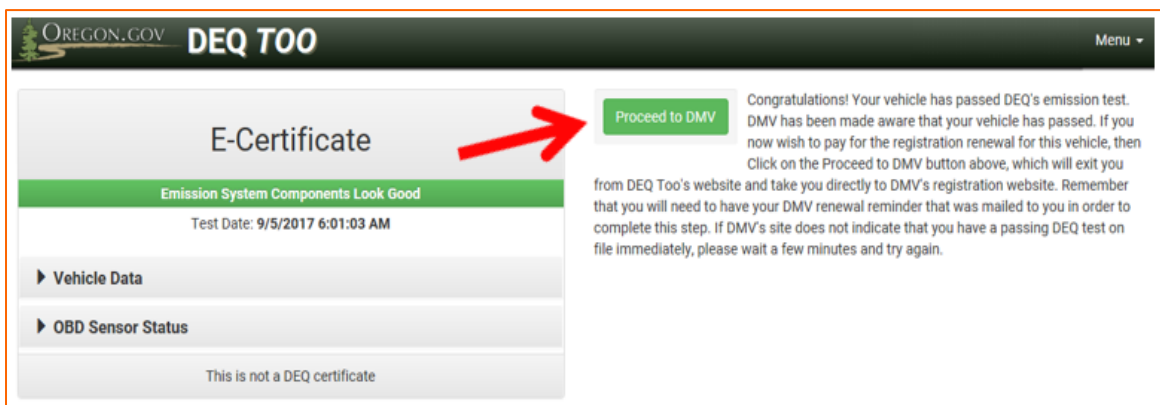 OREGON.GOV DEQ TOO
Menu
E-Certificate
Emission System Components Look Good
Test Date: 9/5/2017 6:01:03 AM
Vehicle Data
OBD Sensor Status
This is not a DEQ certificate
Proceed to DMV
Congratulations! Your vehicle has passed DEQ's emission test.
DMV has been made aware that your vehicle has passed. If you
now wish to pay for the registration renewal for this vehicle, then
Click on the Proceed to DMV button above, which will exit you
from DEQ Too's website and take you directly to DMV's registration website. Remember
that you will need to have your DMV renewal reminder that was mailed to you in order to
complete this step. If DMV's site does not indicate that you have a passing DEQ test on
file immediately, please wait a few minutes and try again.